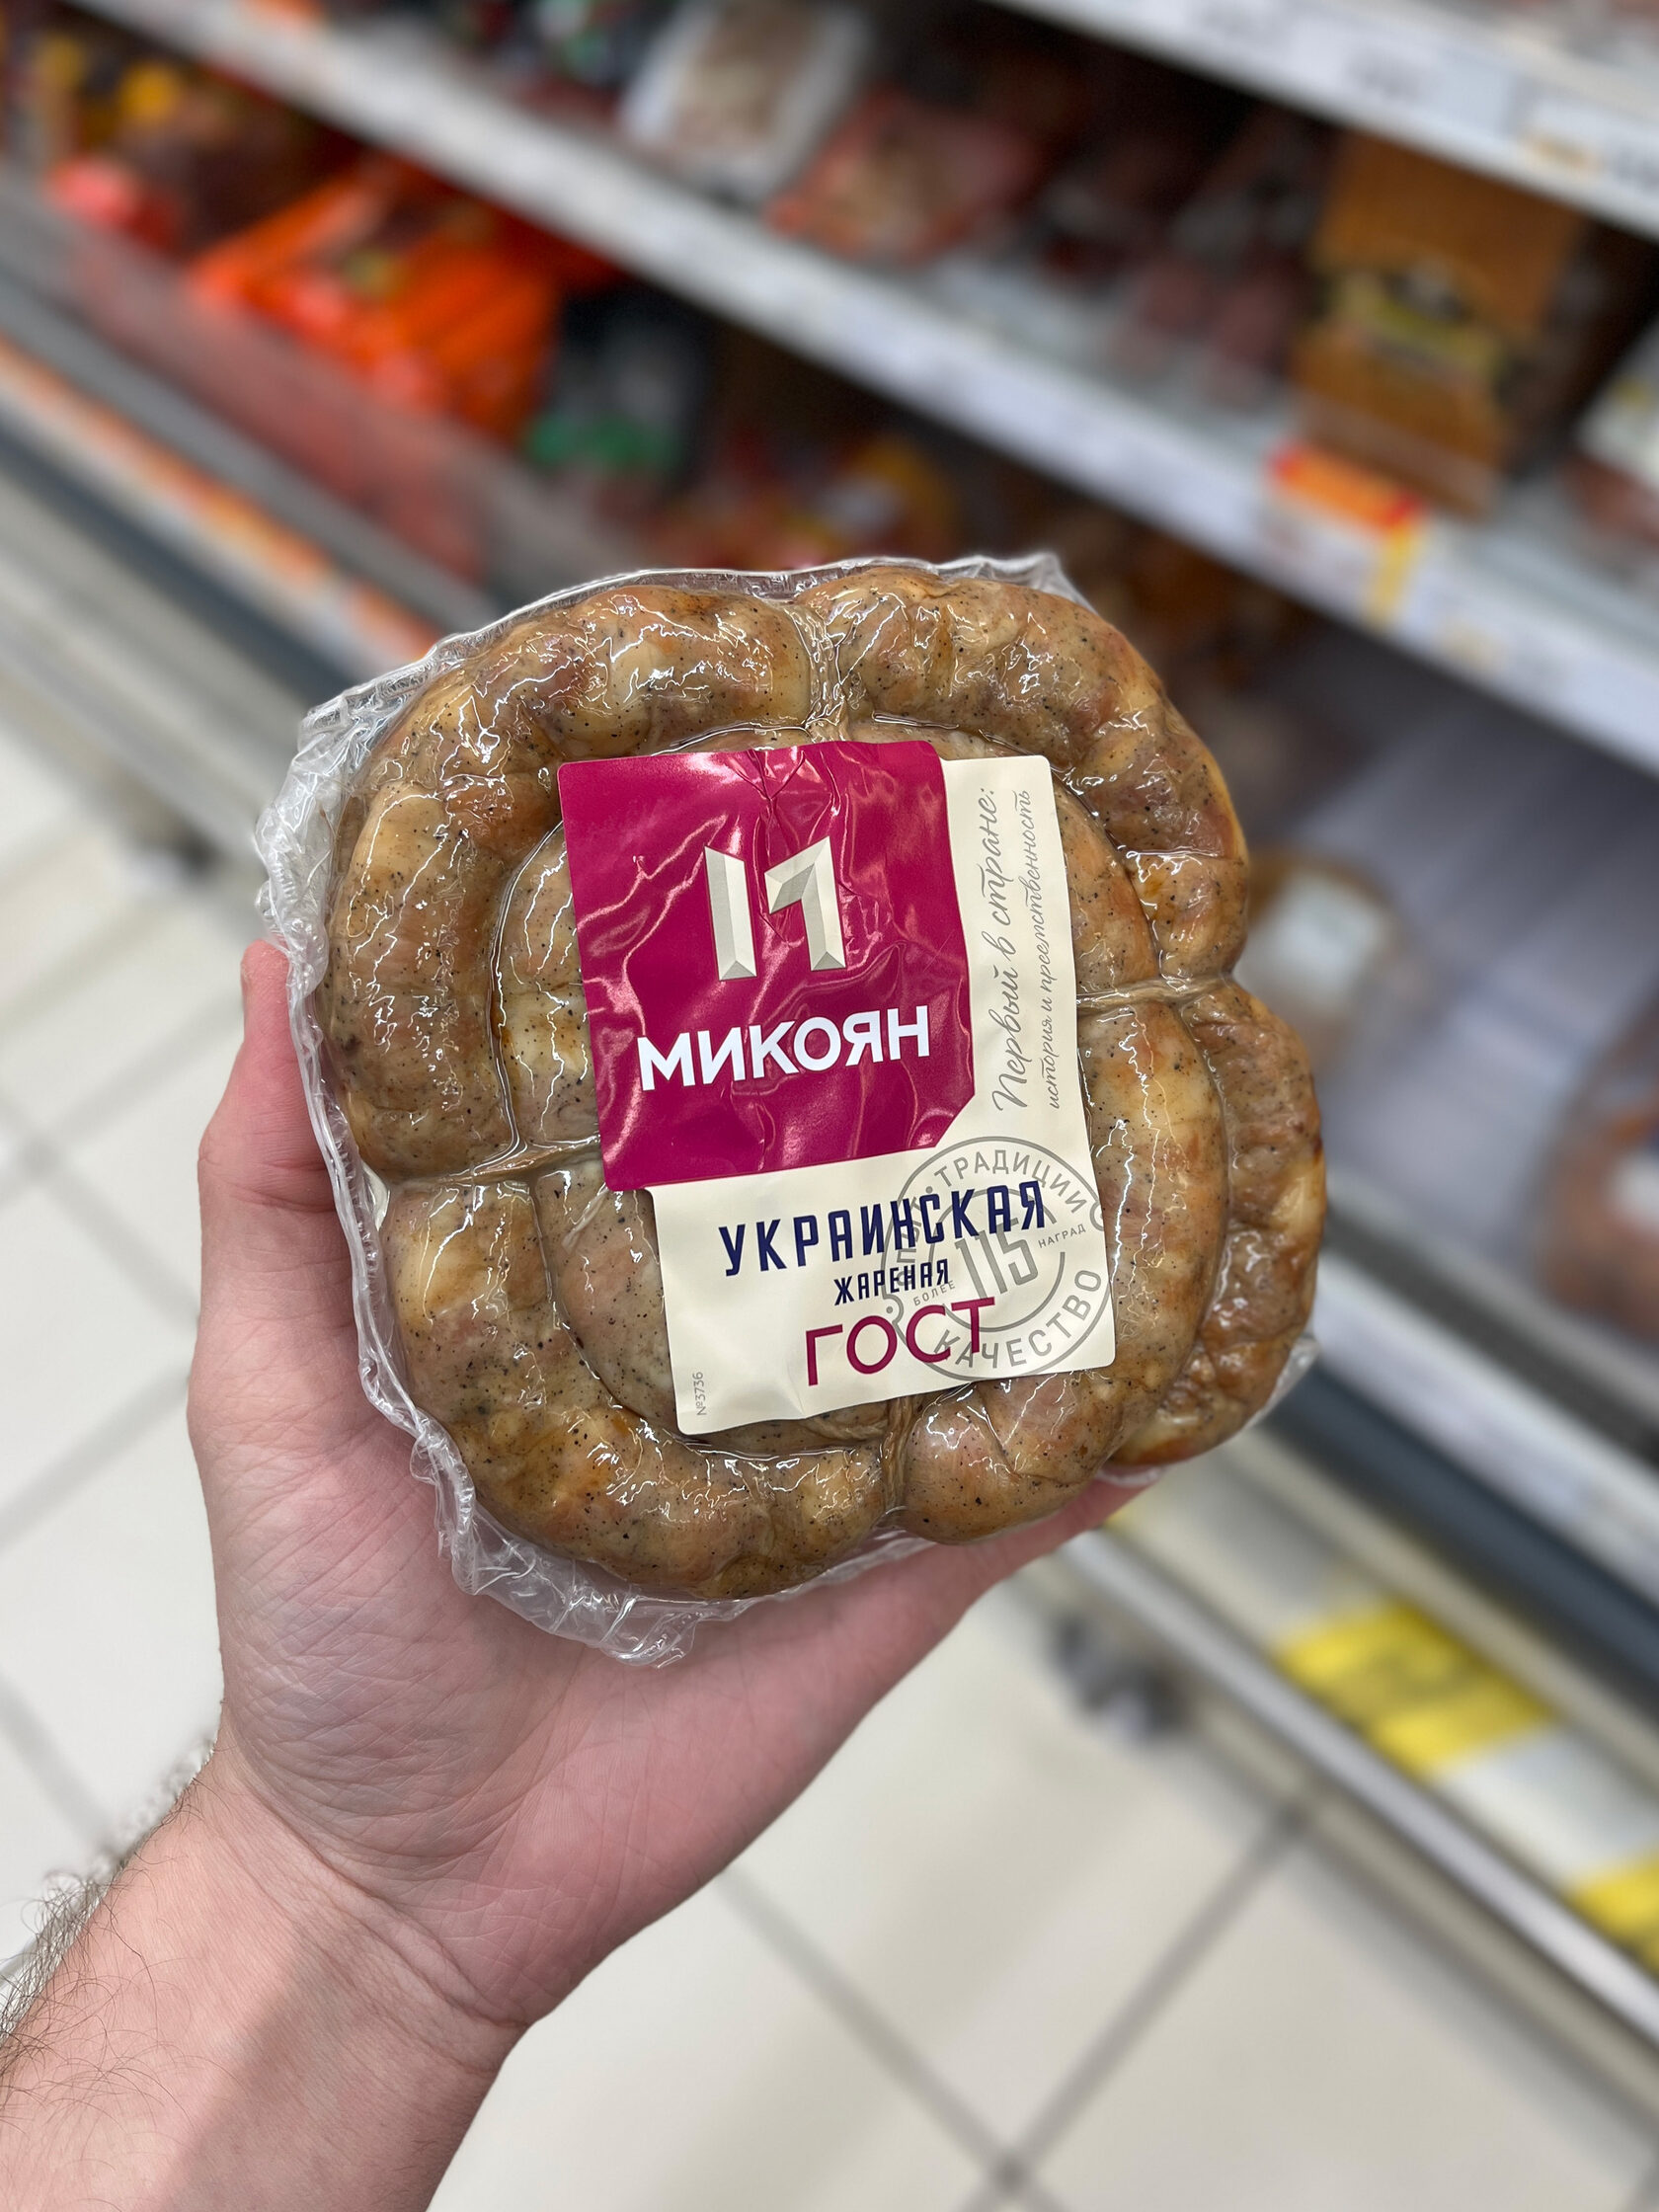 МИКОЯН
Первый в стране:
история и преемственность
УКРАИНСКАЯ
ЖАРЕНАЯ
ГОСТ
ТРАДИЦИИ
БОЛЕЕ 115 НАГРАД
КАЧЕСТВО
№3736